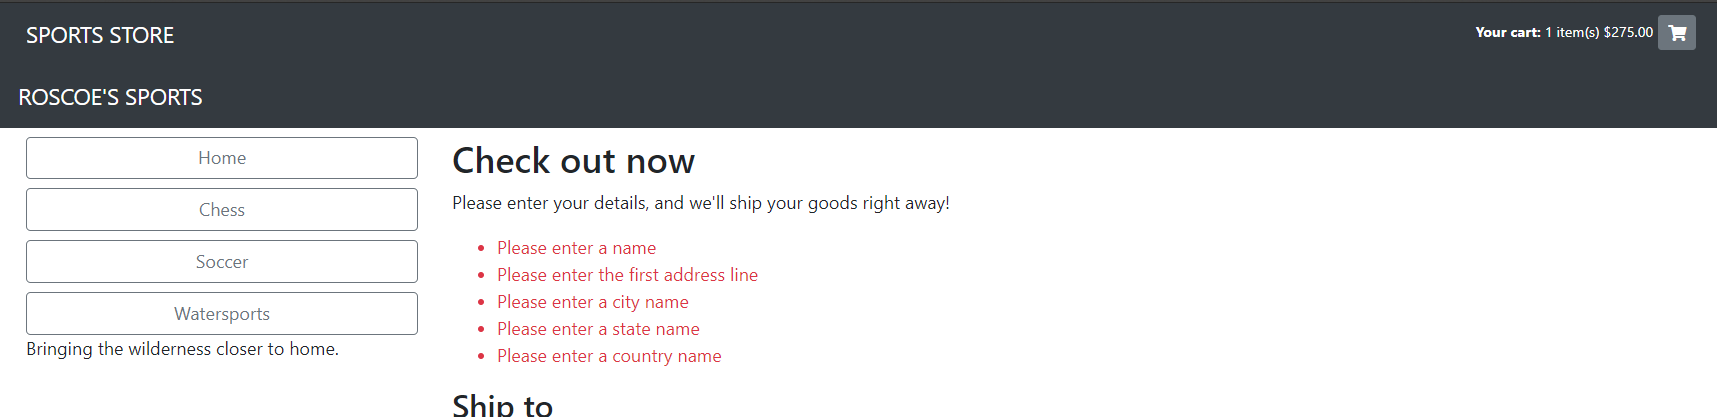 SPORTS STORE
Your cart: 1 item(s) $275.00
ROSCOE'S SPORTS
Home
Chess
Soccer
Watersports
Bringing the wilderness closer to home.
Check out now
Please enter your details, and we'll ship your goods right away!
Please enter a name
Please enter the first address line
Please enter a city name
Please enter a state name
Please enter a country name
Ship to